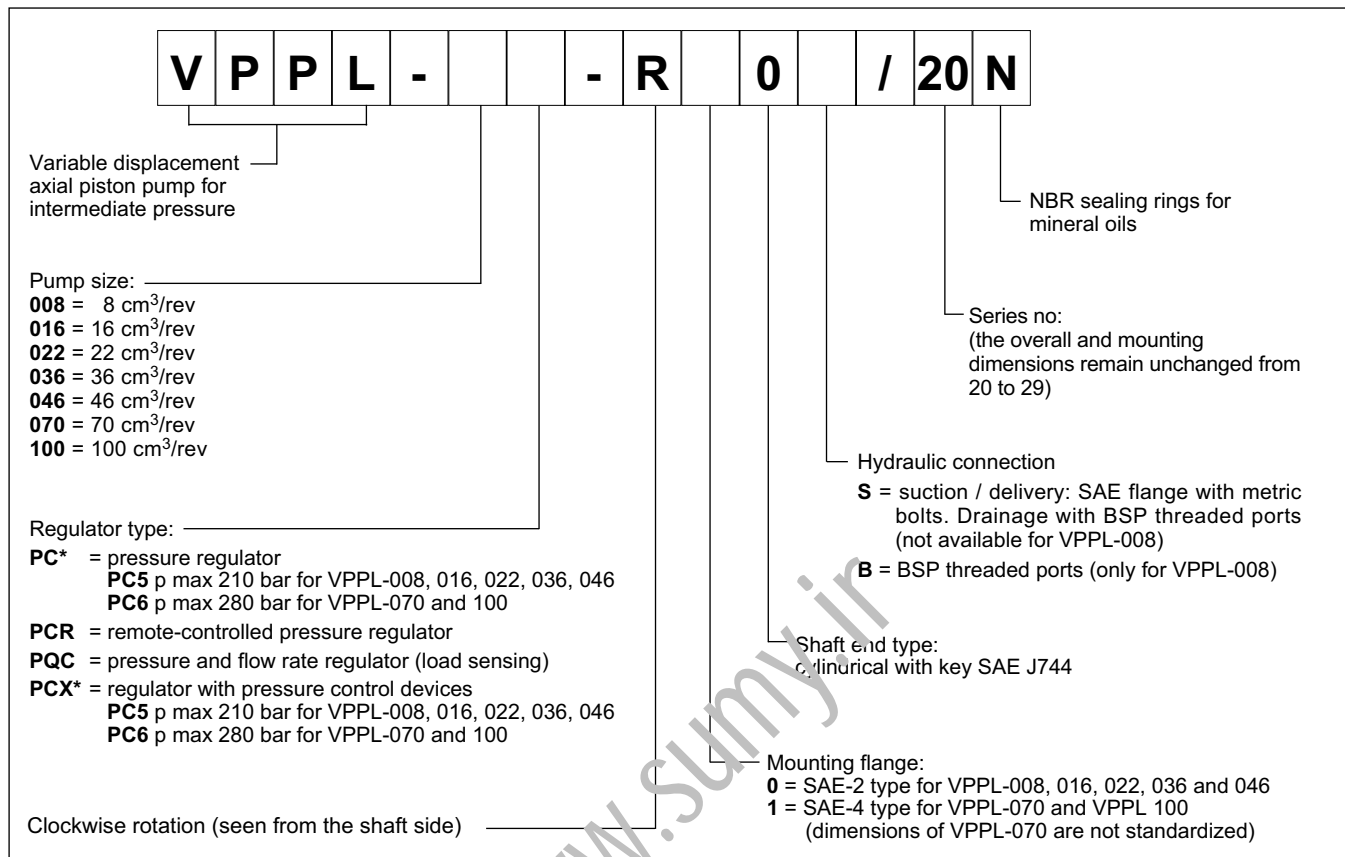 V P P L - - R 0 / 20 N
Variable displacement
axial piston pump for
intermediate pressure
NBR sealing rings for
mineral oils
Pump size:
008 = 8 cm³/rev
016 = 16 cm³/rev
022 = 22 cm³/rev
036 = 36 cm³/rev
046 = 46 cm³/rev
070 = 70 cm³/rev
100 = 100 cm³/rev
Series no:
(the overall and mounting
dimensions remain unchanged from
20 to 29)
Hydraulic connection
S = suction / delivery: SAE flange with metric
bolts. Drainage with BSP threaded ports
(not available for VPPL-008)
B = BSP threaded ports (only for VPPL-008)
Regulator type:
PC* = pressure regulator
PC5 p max 210 bar for VPPL-008, 016, 022, 036, 046
PC6 p max 280 bar for VPPL-070 and 100
PCR = remote-controlled pressure regulator
PQC = pressure and flow rate regulator (load sensing)
PCX* = regulator with pressure control devices
PC5 p max 210 bar for VPPL-008, 016, 022, 036, 046
PC6 p max 280 bar for VPPL-070 and 100
Shaft end type:
cylindrical with key SAE J744
Mounting flange:
0 = SAE-2 type for VPPL-008, 016, 022, 036 and 046
1 = SAE-4 type for VPPL-070 and VPPL 100
(dimensions of VPPL-070 are not standardized)
Clockwise rotation (seen from the shaft side)
www.sumy.ir